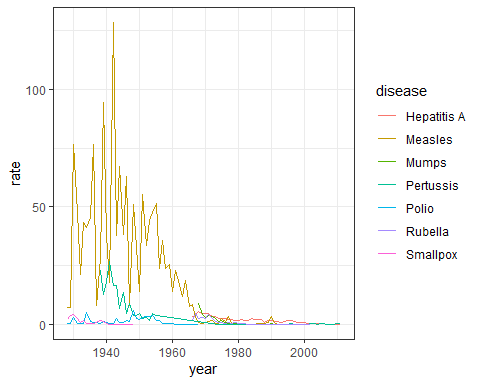 100
50
0
rate
1940
1960
1980
2000
year
disease
Hepatitis A
Measles
Mumps
Pertussis
Polio
Rubella
Smallpox